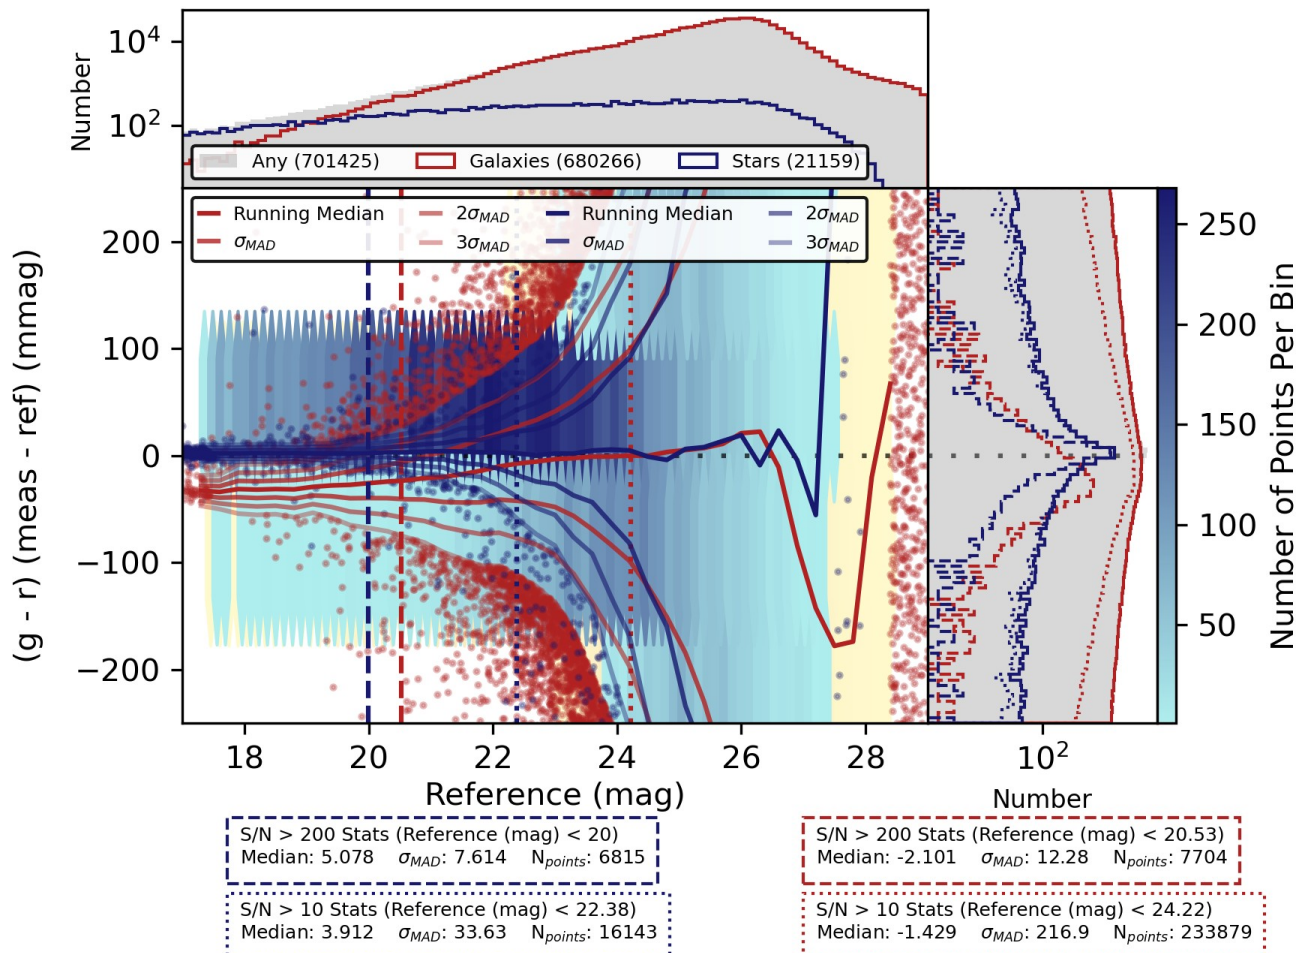 10^4
10^2
Number
Any (701425) Galaxies (680266) Stars (21159)
Running Median 2σ_MAD Running Median 2σ_MAD
σ_MAD 3σ_MAD σ_MAD 3σ_MAD
200
100
0
−100
−200
(g - r) (meas - ref) (mmag)
18 20 22 24 26 28
Reference (mag)
10^2
Number
250
200
150
100
50
Number of Points Per Bin
S/N > 200 Stats (Reference (mag) < 20)
Median: 5.078 σ_MAD: 7.614 N_points: 6815
S/N > 10 Stats (Reference (mag) < 22.38)
Median: 3.912 σ_MAD: 33.63 N_points: 16143
S/N > 200 Stats (Reference (mag) < 20.53)
Median: -2.101 σ_MAD: 12.28 N_points: 7704
S/N > 10 Stats (Reference (mag) < 24.22)
Median: -1.429 σ_MAD: 216.9 N_points: 233879